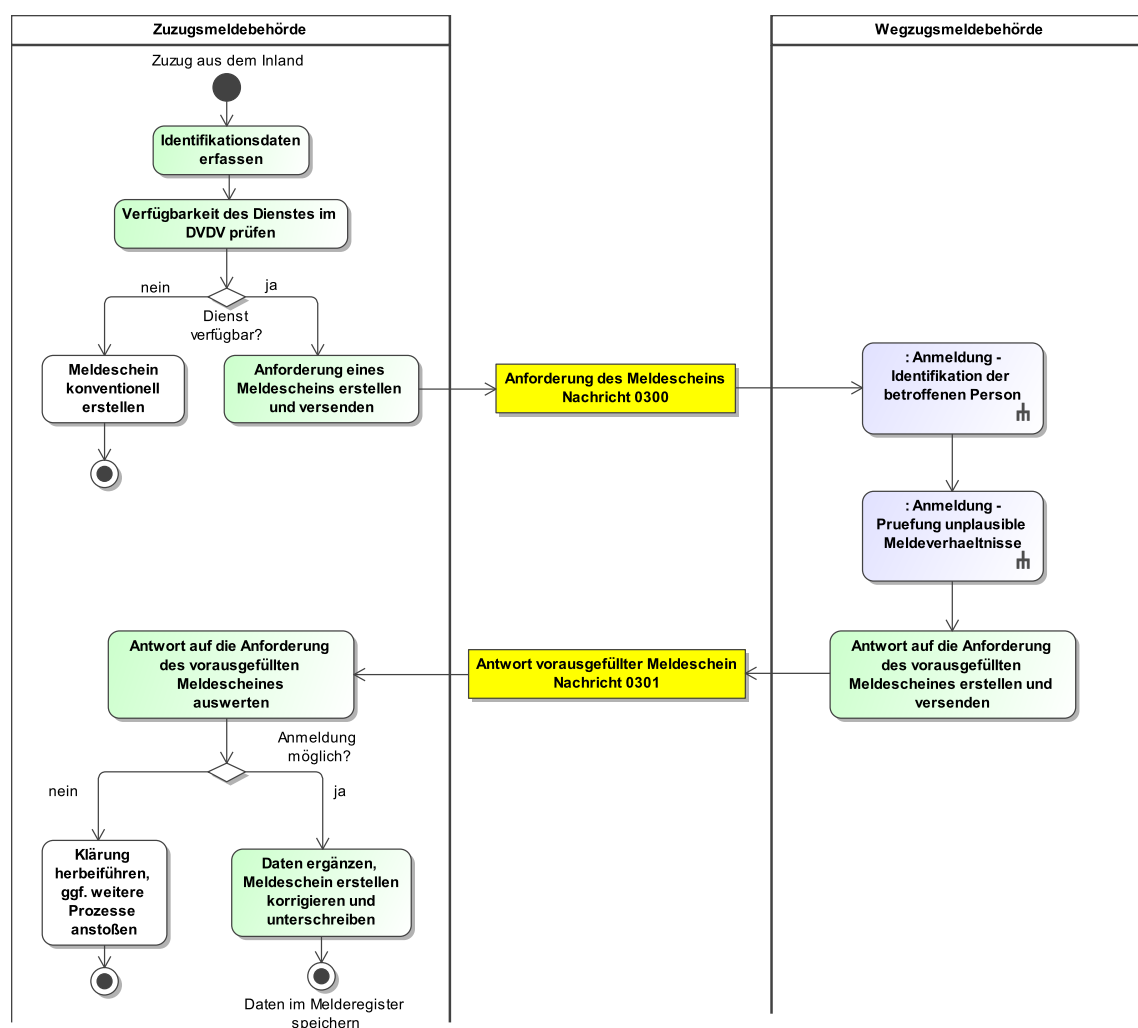 Zuzugsmeldebehörde
Wegzugsmeldebehörde
Zuzug aus dem Inland
Identifikationsdaten
erfassen
Verfügbarkeit des Dienstes im
DVDV prüfen
nein
ja
Dienst
verfügbar?
Meldeschein
konventionell
erstellen
Anforderung eines
Meldescheins erstellen
und versenden
Anforderung des Meldescheins
Nachricht 0300
: Anmeldung -
Identifikation der
betroffenen Person
: Anmeldung -
Pruefung unplausible
Meldeverhaeltnisse
Antwort auf die Anforderung
des vorausgefüllten
Meldescheines erstellen und
versenden
Antwort vorausgefüllter Meldeschein
Nachricht 0301
Antwort auf die Anforderung
des vorausgefüllten
Meldescheines
auswerten
Anmeldung
möglich?
nein
ja
Klärung
herbeiführen,
ggf. weitere
Prozesse
anstoßen
Daten ergänzen,
Meldeschein erstellen
korrigieren und
unterschreiben
Daten im Melderegister
speichern